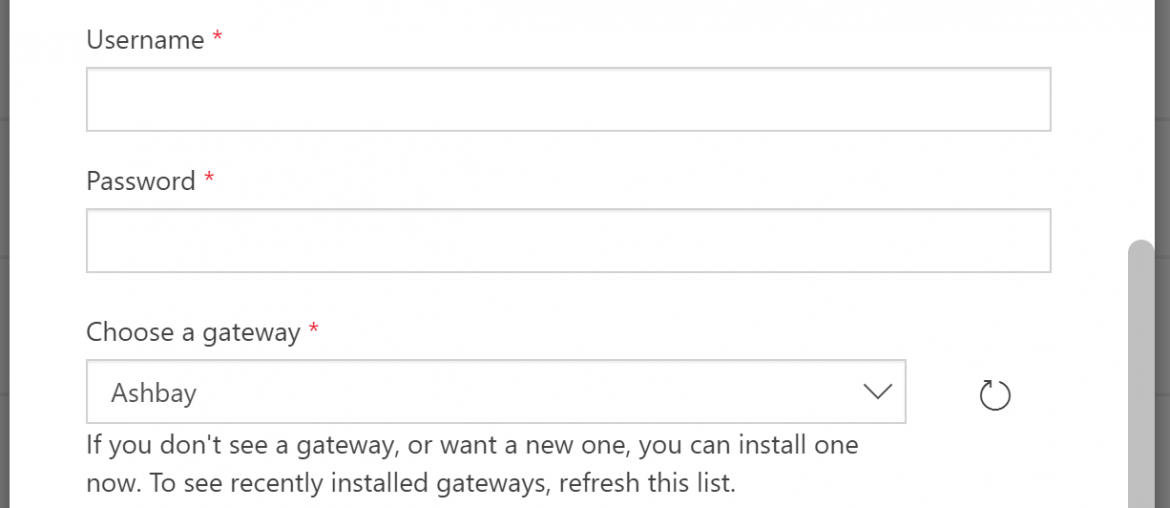 Username *
Password *
Choose a gateway *
Ashbay
If you don't see a gateway, or want a new one, you can install one
now. To see recently installed gateways, refresh this list.